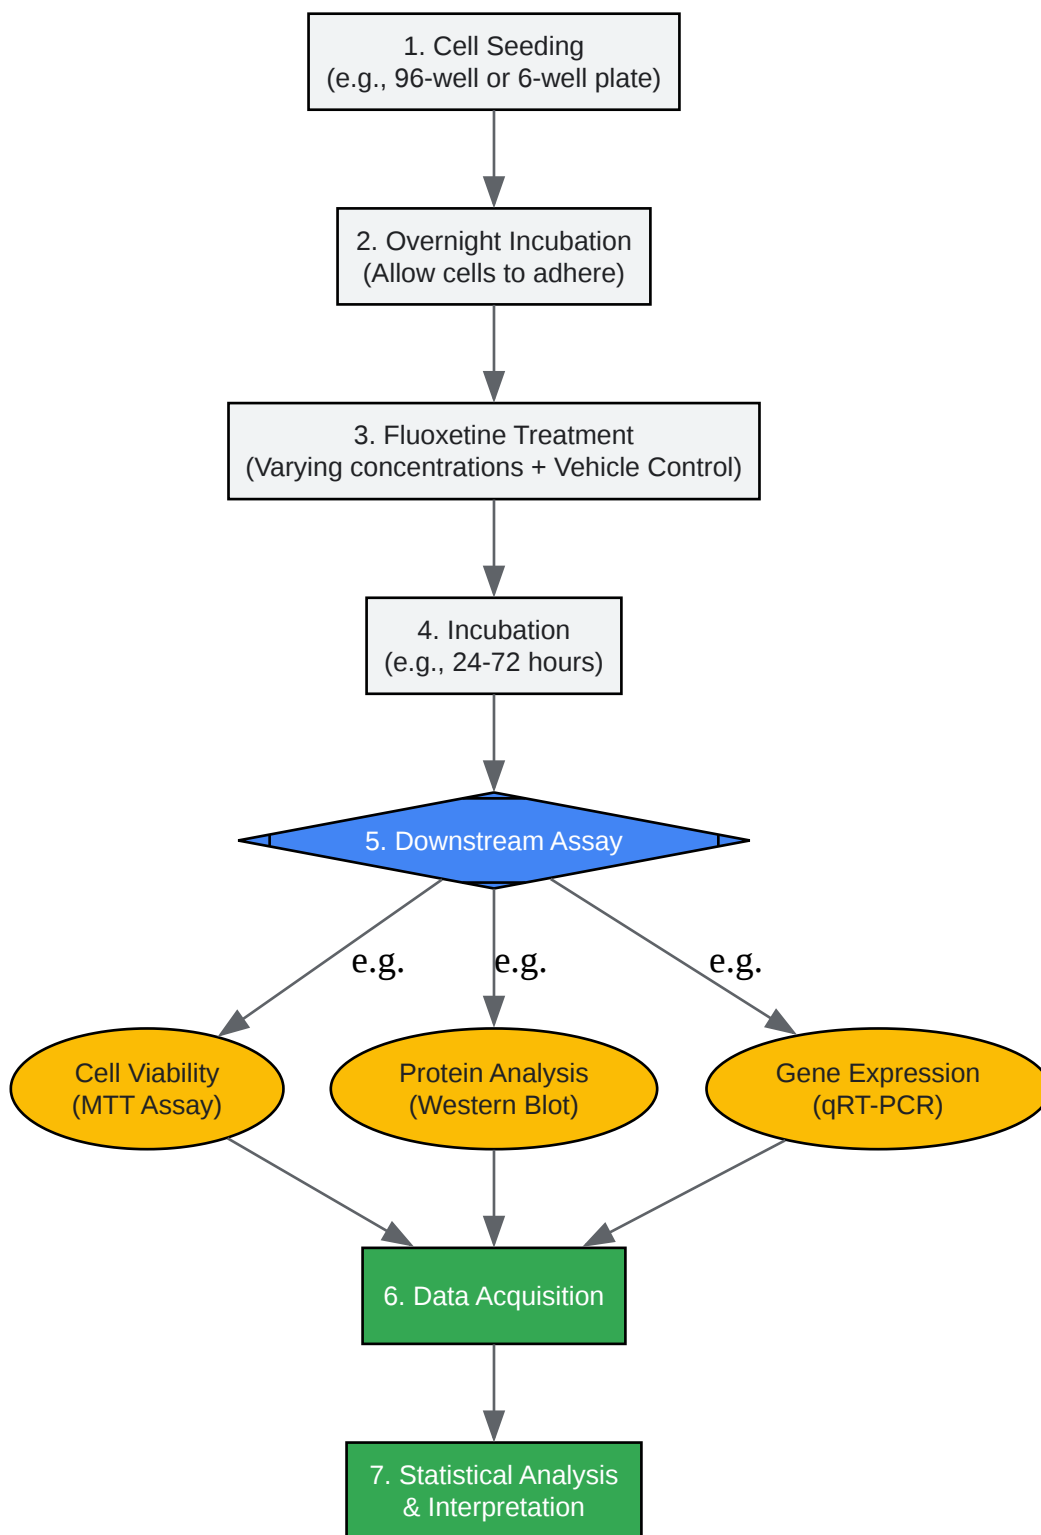 1. Cell Seeding
(e.g., 96-well or 6-well plate)
2. Overnight Incubation
(Allow cells to adhere)
3. Fluoxetine Treatment
(Varying concentrations + Vehicle Control)
4. Incubation
(e.g., 24-72 hours)
5. Downstream Assay
e.g.
e.g.
e.g.
Cell Viability
(MTT Assay)
Protein Analysis
(Western Blot)
Gene Expression
(qRT-PCR)
6. Data Acquisition
7. Statistical Analysis
& Interpretation